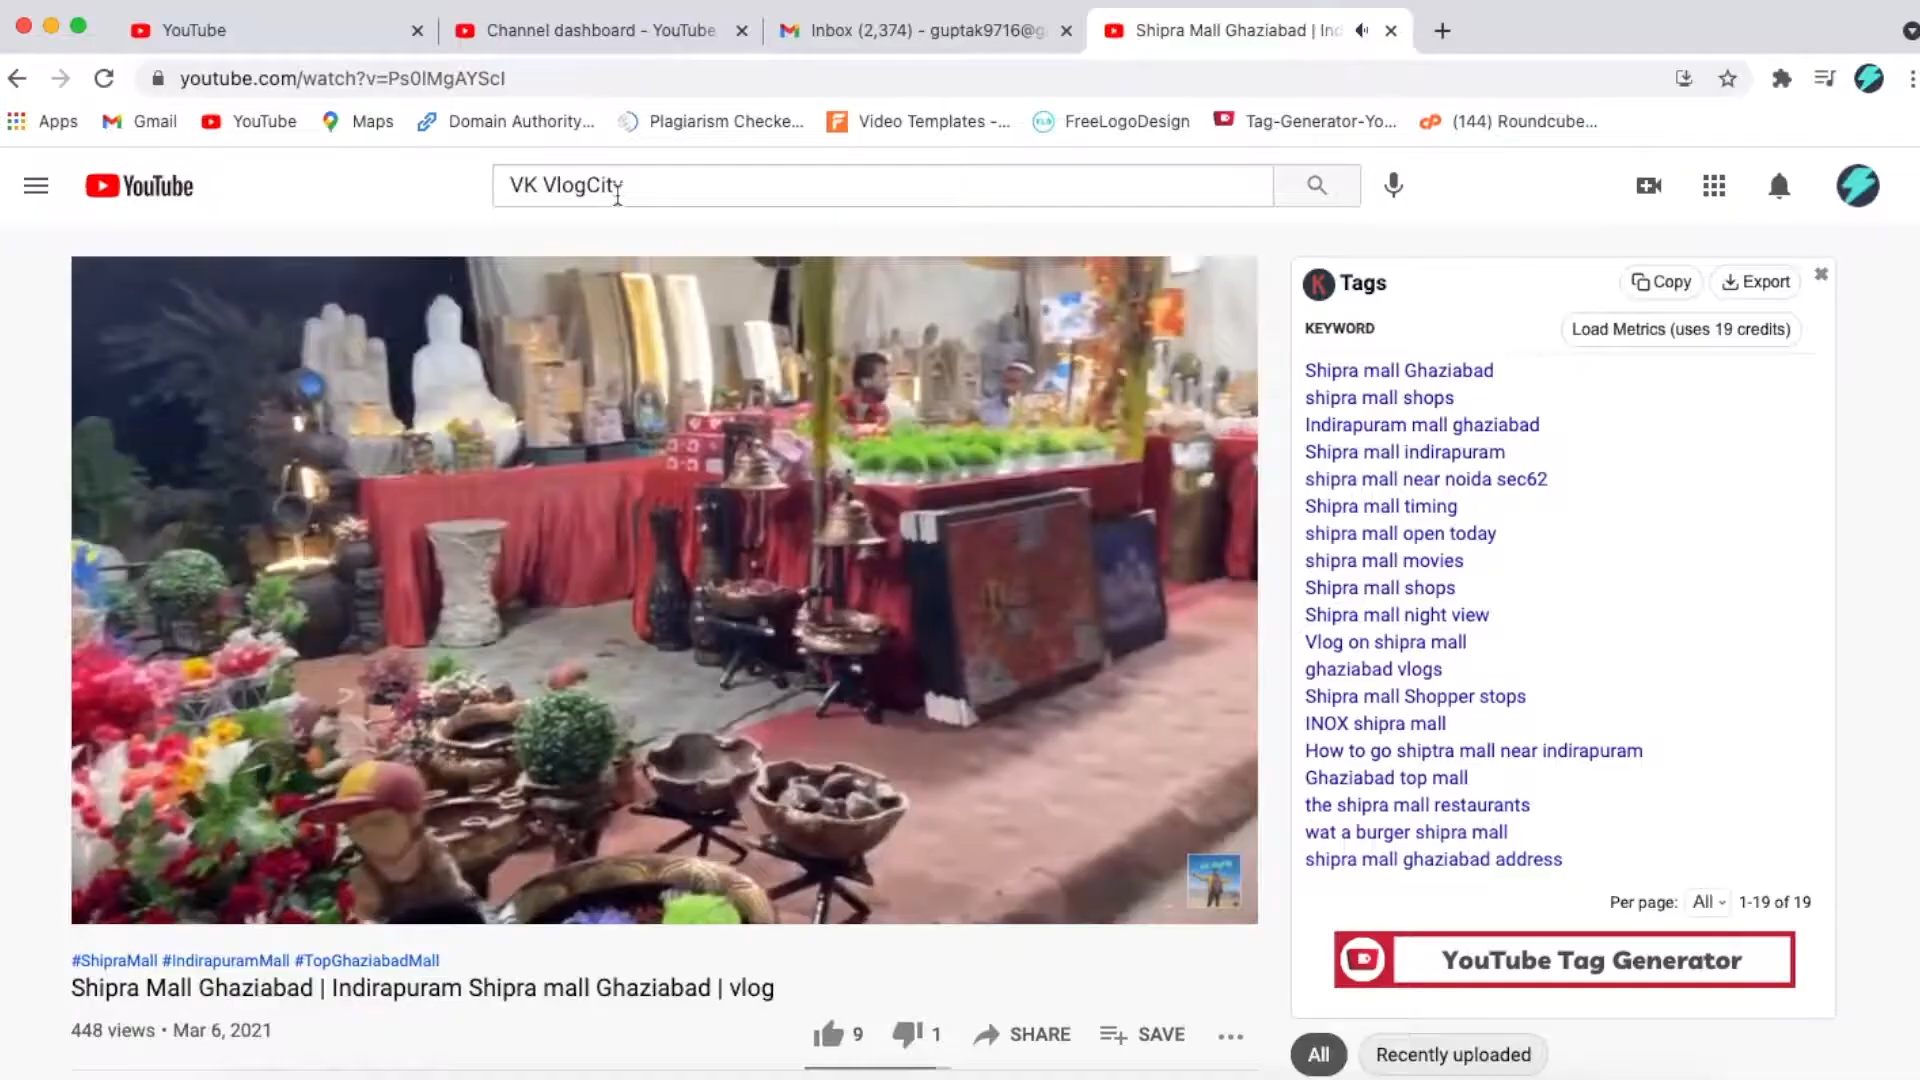 YouTube
Channel dashboard - YouTube
Inbox (2,374) - guptak9716@g
Shipra Mall Ghaziabad | Ind
youtube.com/watch?v=Ps0lMgAYScI
Apps
Gmail
YouTube
Maps
Domain Authority...
Plagiarism Checke...
Video Templates -...
FreeLogoDesign
Tag-Generator-Yo...
(144) Roundcube...
YouTube
VK VlogCity
K Tags
Copy
Export
KEYWORD
Load Metrics (uses 19 credits)
Shipra mall Ghaziabad
shipra mall shops
Indirapuram mall ghaziabad
Shipra mall indirapuram
shipra mall near noida sec62
Shipra mall timing
shipra mall open today
shipra mall movies
Shipra mall shops
Shipra mall night view
Vlog on shipra mall
ghaziabad vlogs
Shipra mall Shopper stops
INOX shipra mall
How to go shiptra mall near indirapuram
Ghaziabad top mall
the shipra mall restaurants
wat a burger shipra mall
shipra mall ghaziabad address
Per page: All 1-19 of 19
YouTube Tag Generator
#ShipraMall #IndirapuramMall #TopGhaziabadMall
Shipra Mall Ghaziabad | Indirapuram Shipra mall Ghaziabad | vlog
448 views • Mar 6, 2021
9
1
SHARE
SAVE
All
Recently uploaded